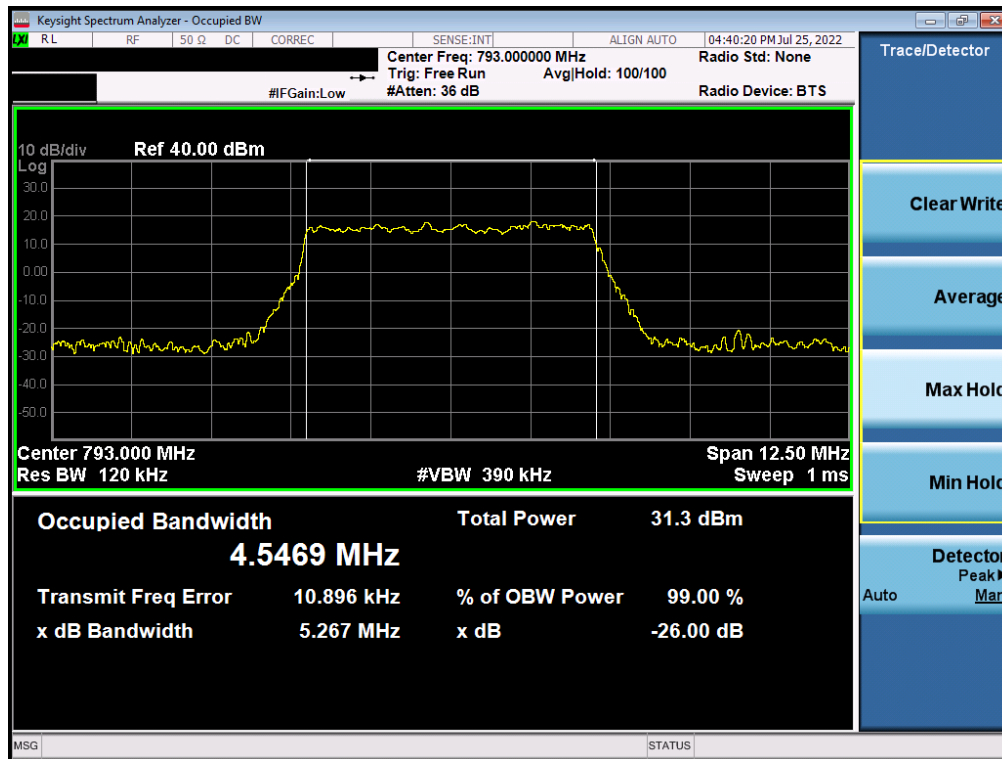 Keysight Spectrum Analyzer - Occupied BW
LXI RL RF 50 Ω DC CORREC SENSE:INT ALIGN AUTO 04:40:20 PM Jul 25, 2022
Center Freq: 793.000000 MHz Radio Std: None
Trig: Free Run Avg|Hold: 100/100
#IFGain:Low #Atten: 36 dB Radio Device: BTS
10 dB/div Ref 40.00 dBm
Log
30.0
20.0
10.0
0.00
-10.0
-20.0
-30.0
-40.0
-50.0
Center 793.000 MHz Span 12.50 MHz
Res BW 120 kHz #VBW 390 kHz Sweep 1 ms
Occupied Bandwidth Total Power 31.3 dBm
4.5469 MHz
Transmit Freq Error 10.896 kHz % of OBW Power 99.00 %
x dB Bandwidth 5.267 MHz x dB -26.00 dB
Trace/Detector
Clear Write
Average
Max Hold
Min Hold
Detector
Peak
Auto Man
MSG STATUS